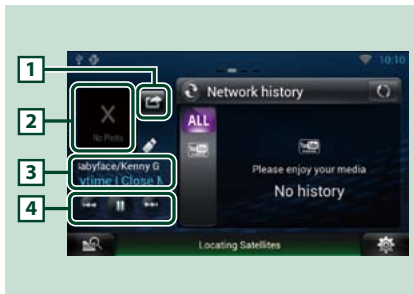 1
2
3
4
10:10
Network history
ALL
X
No Photo
abyface/Kenny G
ytime I Close M
Please enjoy your media
No history
Locating Satellites